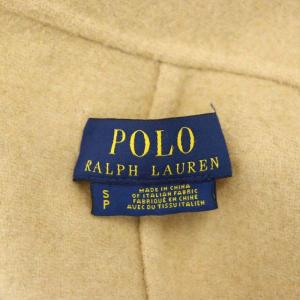 POLO
RALPH LAUREN
S
P
MADE IN CHINA
OF ITALIAN FABRIC
FABRIQUÉ EN CHINE
AVEC DU TISSU ITALIEN